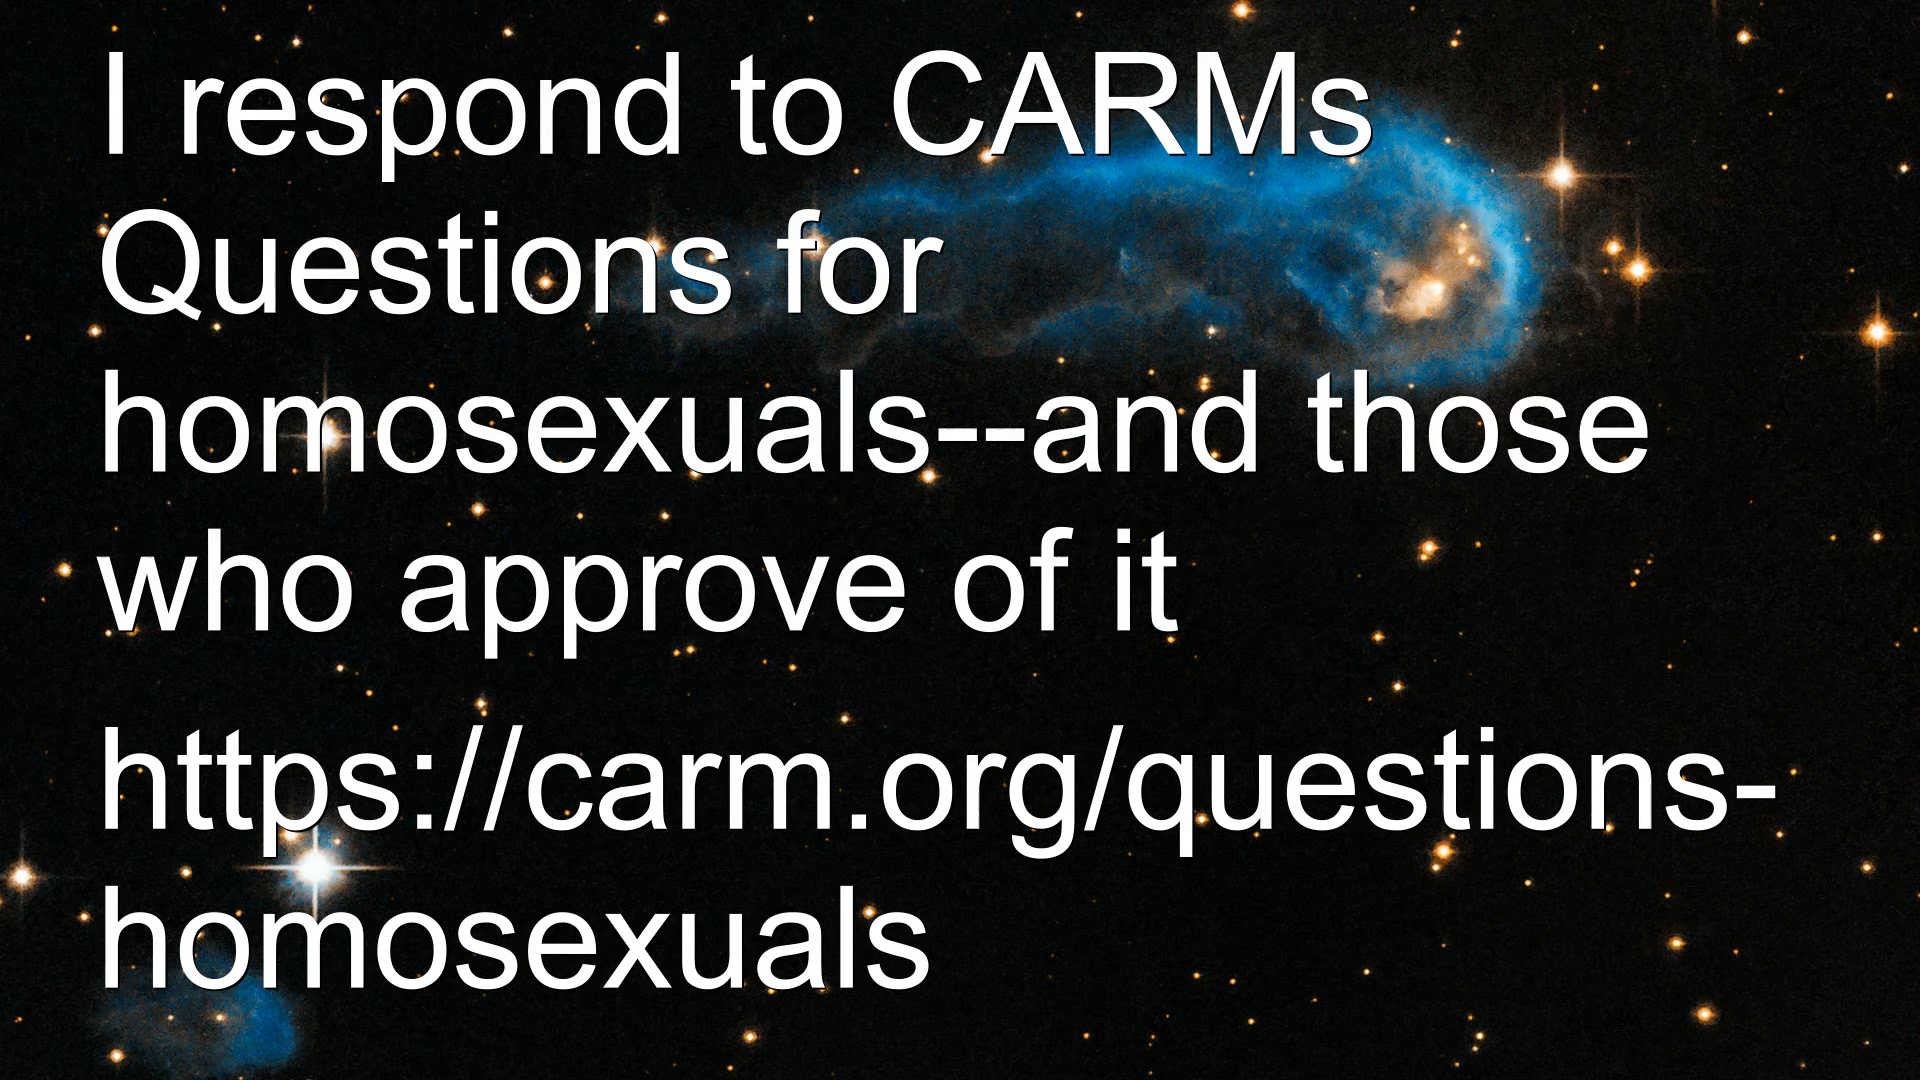 I respond to CARMs
Questions for
homosexuals--and those
who approve of it
https://carm.org/questions-
homosexuals